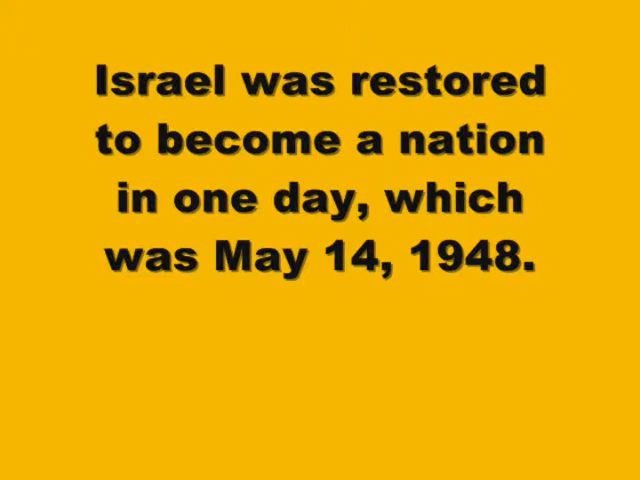 Israel was restored
to become a nation
in one day, which
was May 14, 1948.